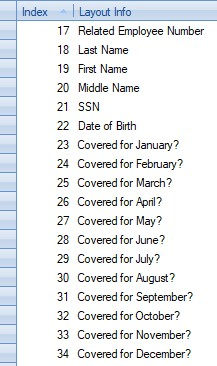 Index Layout Info
17 Related Employee Number
18 Last Name
19 First Name
20 Middle Name
21 SSN
22 Date of Birth
23 Covered for January?
24 Covered for February?
25 Covered for March?
26 Covered for April?
27 Covered for May?
28 Covered for June?
29 Covered for July?
30 Covered for August?
31 Covered for September?
32 Covered for October?
33 Covered for November?
34 Covered for December?